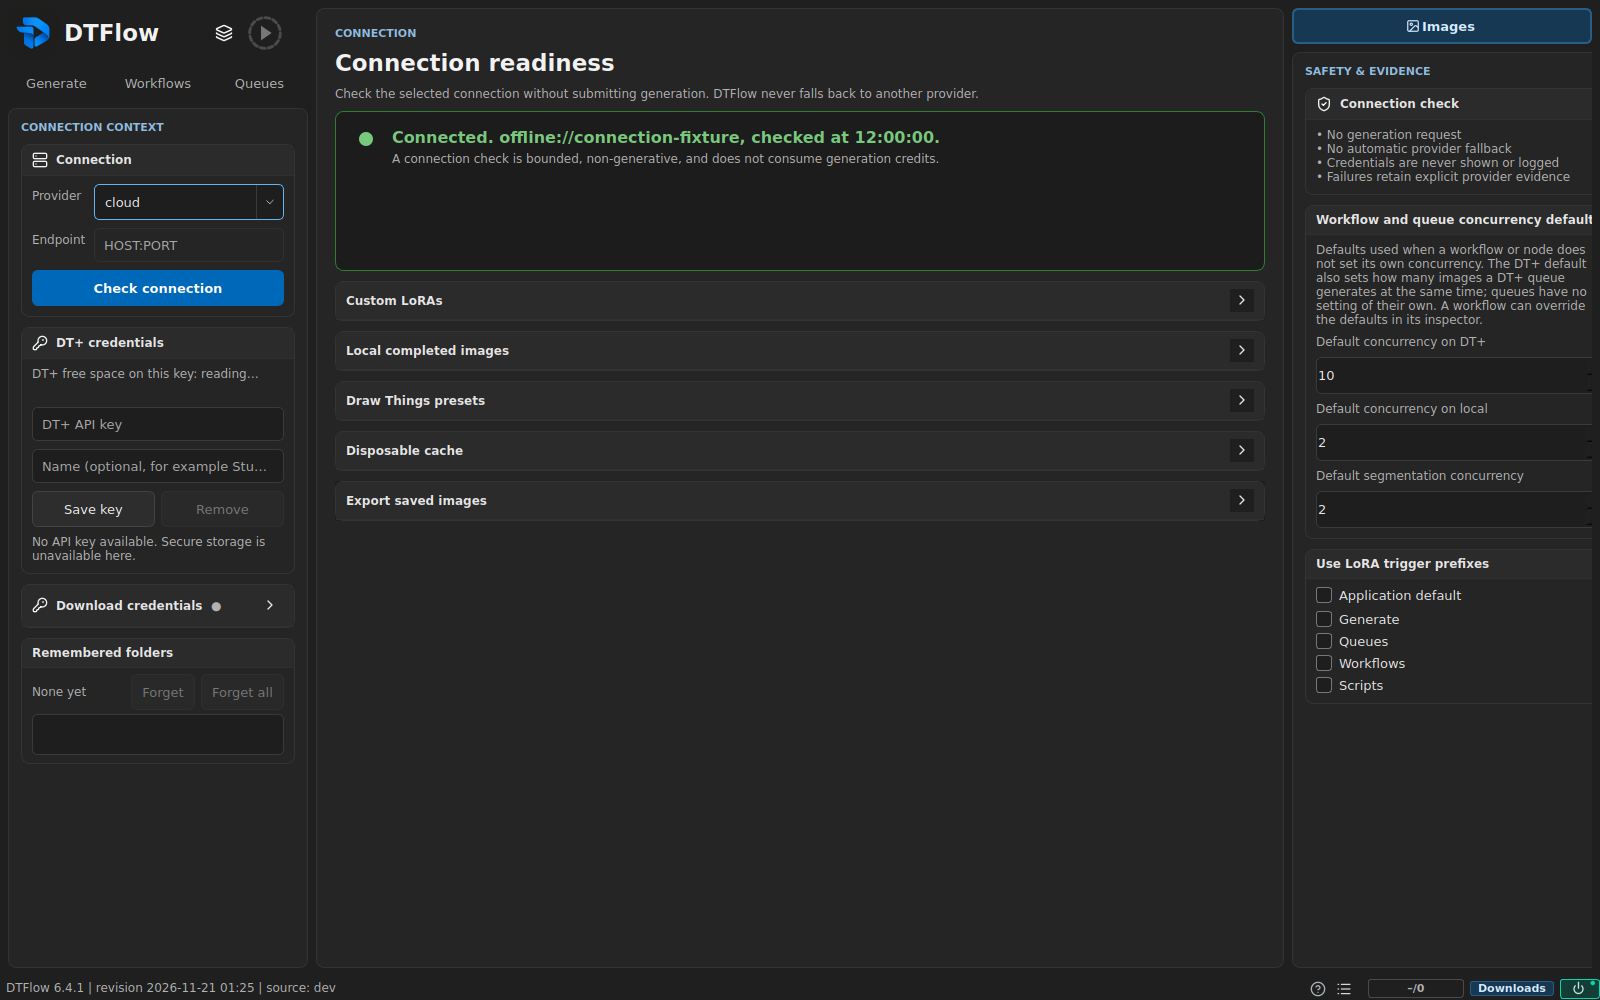 DTFlow
Generate
Workflows
Queues
CONNECTION CONTEXT
Connection
Provider
cloud
Endpoint
HOST:PORT
Check connection
DT+ credentials
DT+ free space on this key: reading…
DT+ API key
Name (optional, for example Stu…
Save key
Remove
No API key available. Secure storage is
unavailable here.
Download credentials
Remembered folders
None yet
Forget
Forget all
CONNECTION
Connection readiness
Check the selected connection without submitting generation. DTFlow never falls back to another provider.
Connected. offline://connection-fixture, checked at 12:00:00.
A connection check is bounded, non-generative, and does not consume generation credits.
Custom LoRAs
Local completed images
Draw Things presets
Disposable cache
Export saved images
Images
SAFETY & EVIDENCE
Connection check
• No generation request
• No automatic provider fallback
• Credentials are never shown or logged
• Failures retain explicit provider evidence
Workflow and queue concurrency default
Defaults used when a workflow or node does
not set its own concurrency. The DT+ default
also sets how many images a DT+ queue
generates at the same time; queues have no
setting of their own. A workflow can override
the defaults in its inspector.
Default concurrency on DT+
10
Default concurrency on local
2
Default segmentation concurrency
2
Use LoRA trigger prefixes
Application default
Generate
Queues
Workflows
Scripts
DTFlow 6.4.1 | revision 2026-11-21 01:25 | source: dev
–/0
Downloads